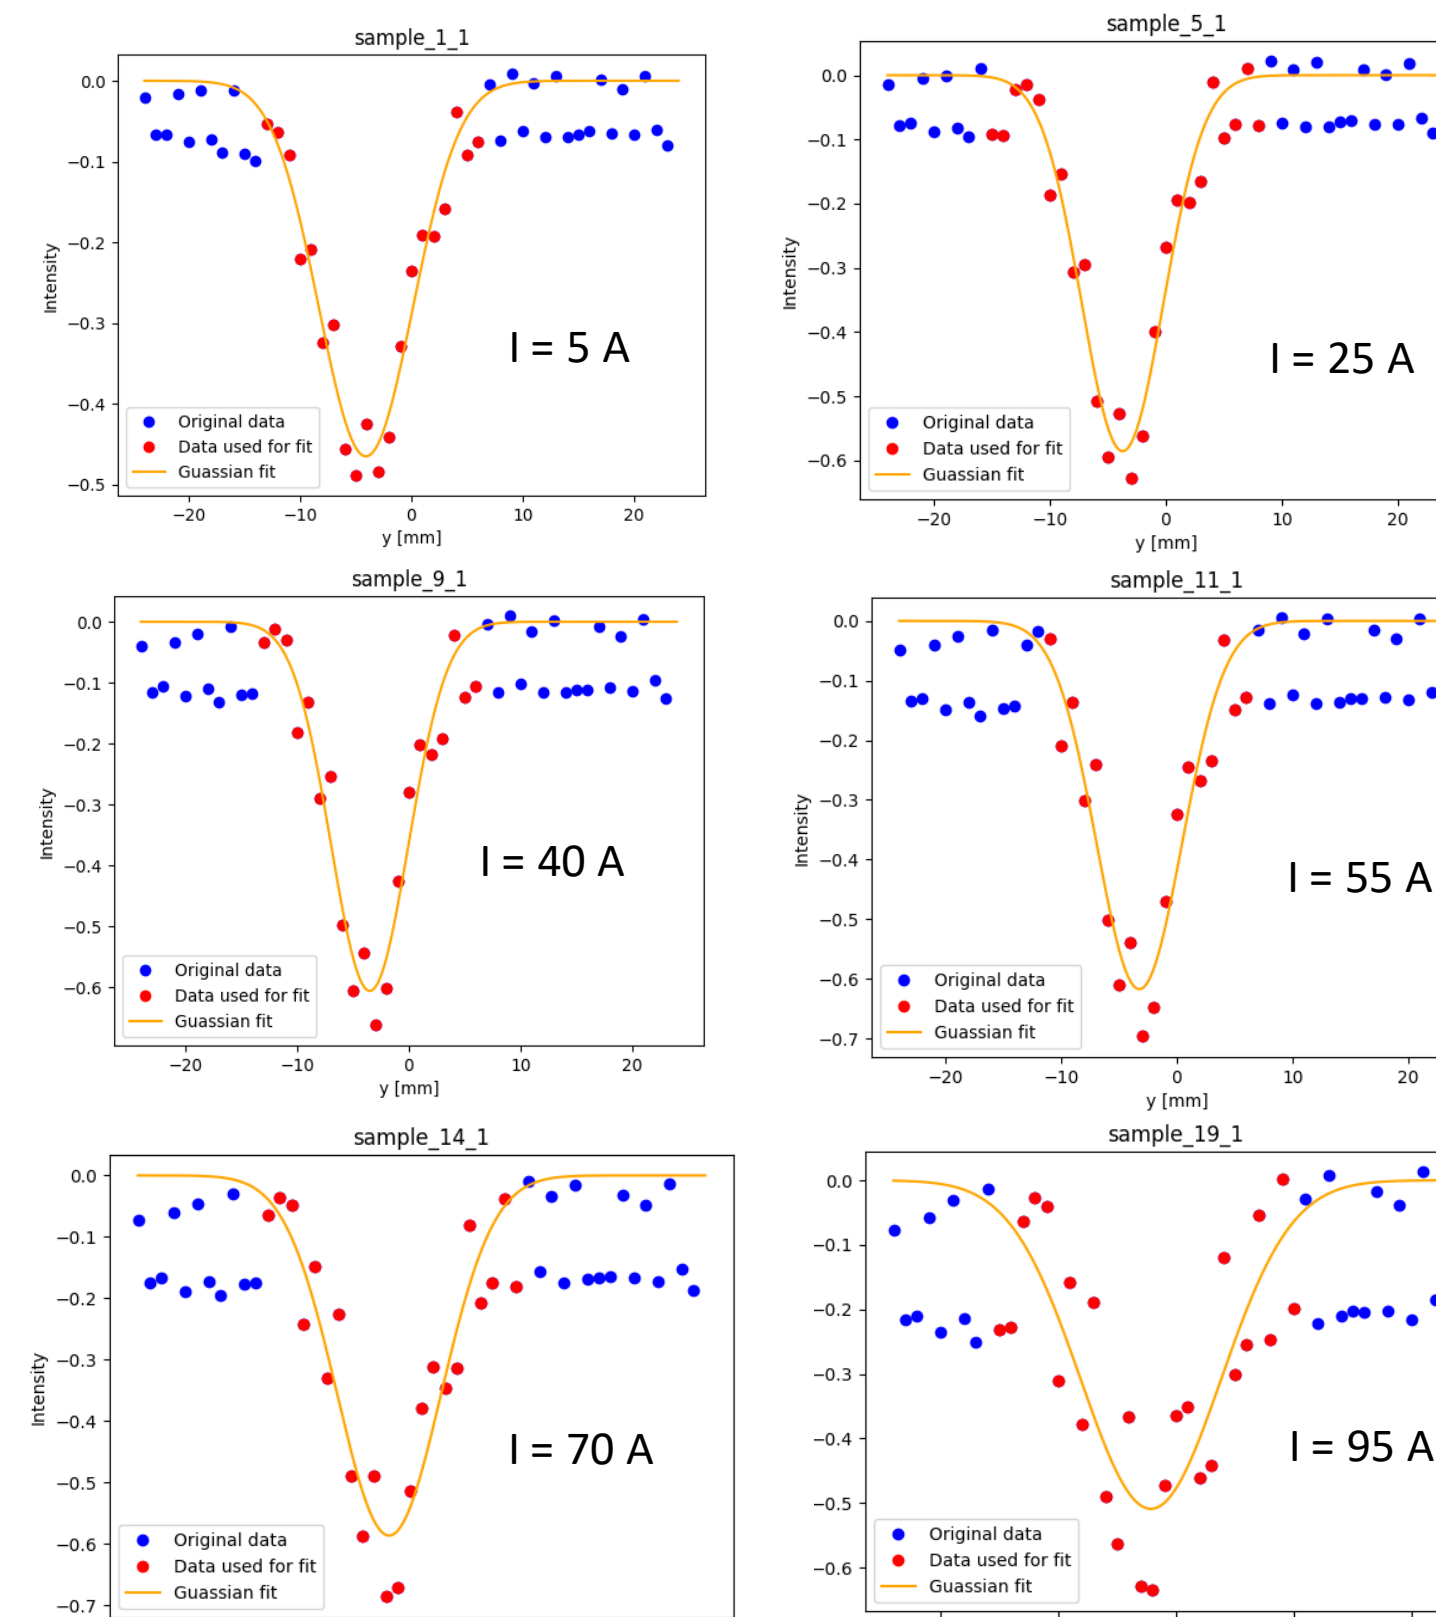 sample_1_1
0.0
−0.1
−0.2
−0.3
−0.4
−0.5
Intensity
I = 5 A
Original data
Data used for fit
Guassian fit
−20 −10 0 10 20
y [mm]
sample_5_1
0.0
−0.1
−0.2
−0.3
−0.4
−0.5
−0.6
Intensity
I = 25 A
Original data
Data used for fit
Guassian fit
−20 −10 0 10 20
y [mm]
sample_9_1
0.0
−0.1
−0.2
−0.3
−0.4
−0.5
−0.6
Intensity
I = 40 A
Original data
Data used for fit
Guassian fit
−20 −10 0 10 20
y [mm]
sample_11_1
0.0
−0.1
−0.2
−0.3
−0.4
−0.5
−0.6
−0.7
Intensity
I = 55 A
Original data
Data used for fit
Guassian fit
−20 −10 0 10 20
y [mm]
sample_14_1
0.0
−0.1
−0.2
−0.3
−0.4
−0.5
−0.6
−0.7
Intensity
I = 70 A
Original data
Data used for fit
Guassian fit
sample_19_1
0.0
−0.1
−0.2
−0.3
−0.4
−0.5
−0.6
I = 95 A
Original data
Data used for fit
Guassian fit